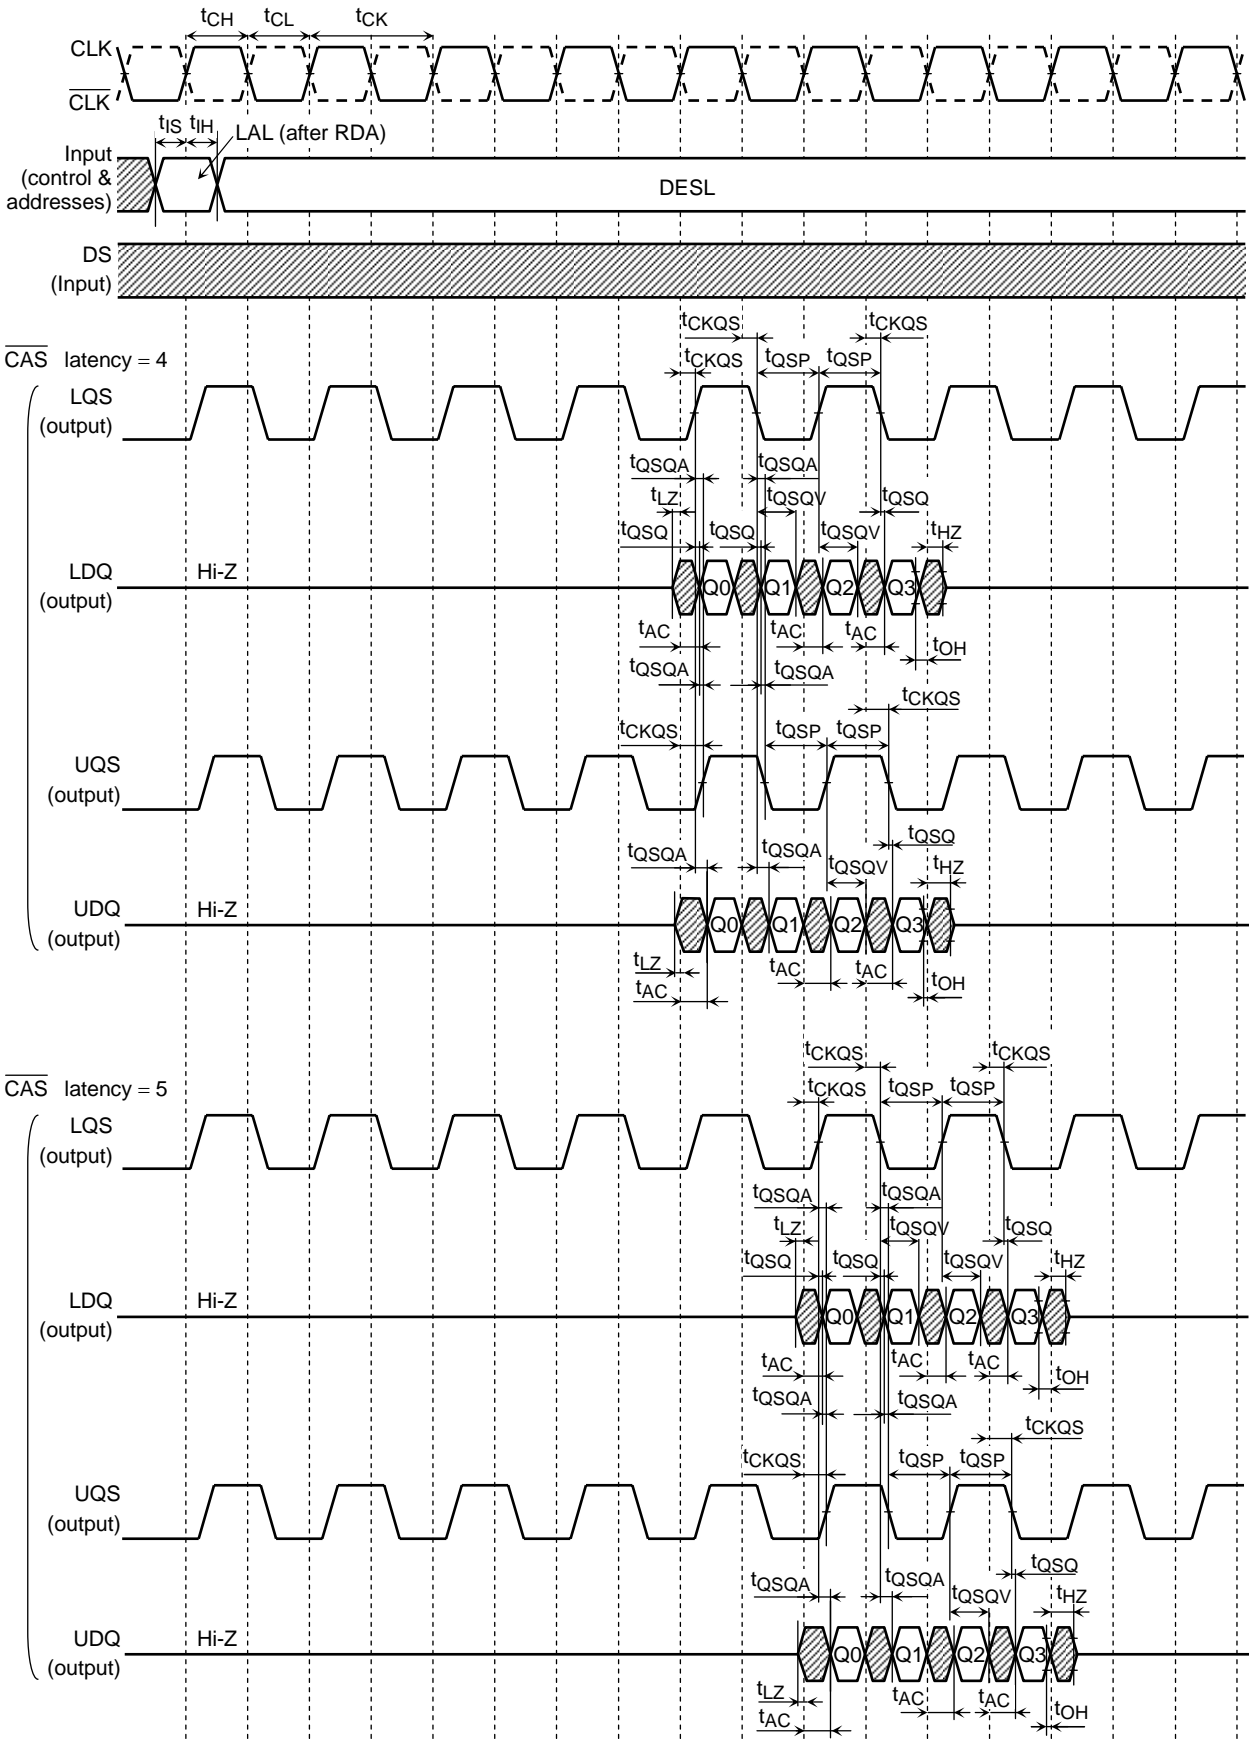 tCH tCL tCK
CLK
CLK
tIS tIH LAL (after RDA)
Input
(control &
addresses)
DESL
DS
(Input)
tCKQS tCKQS
CAS latency = 4
tCKQS tQSP tQSP
LQS
(output)
tQSQA tQSQA
tLZ tQSQV tQSQ
tQSQ tQSQ tQSQV tHZ
LDQ
(output)
Hi-Z
Q0 Q1 Q2 Q3
tAC tAC tAC tOH
tQSQA tQSQA
tCKQS
tCKQS tQSP tQSP
UQS
(output)
tQSQ
tQSQA tQSQA tQSQV tHZ
UDQ
(output)
Hi-Z
Q0 Q1 Q2 Q3
tLZ tAC tAC tOH
tAC
tCKQS tCKQS
CAS latency = 5
tCKQS tQSP tQSP
LQS
(output)
tQSQA tQSQA
tLZ tQSQV tQSQ
tQSQ tQSQ tQSQV tHZ
LDQ
(output)
Hi-Z
Q0 Q1 Q2 Q3
tAC tAC tAC tOH
tQSQA tQSQA
tCKQS
tCKQS tQSP tQSP
UQS
(output)
tQSQ
tQSQA tQSQA tQSQV tHZ
UDQ
(output)
Hi-Z
Q0 Q1 Q2 Q3
tLZ tAC tAC tOH
tAC